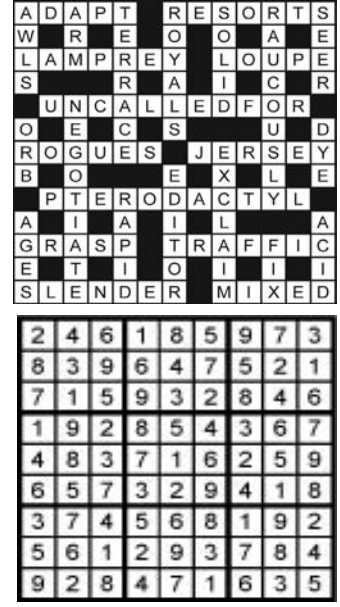 ADAPT RESORTS
W R E O O A E
LAMPREY LOUPE
S R A I C R
UNCALLEDFOR
O E C S U D
ROGUES JERSEY
B O E X L E
PTERODACTYL
A I A I L A
GRASP TRAFFIC
E T I O I I I
SLENDER MIXED
2 4 6 1 8 5 9 7 3
8 3 9 6 4 7 5 2 1
7 1 5 9 3 2 8 4 6
1 9 2 8 5 4 3 6 7
4 8 3 7 1 6 2 5 9
6 5 7 3 2 9 4 1 8
3 7 4 5 6 8 1 9 2
5 6 1 2 9 3 7 8 4
9 2 8 4 7 1 6 3 5